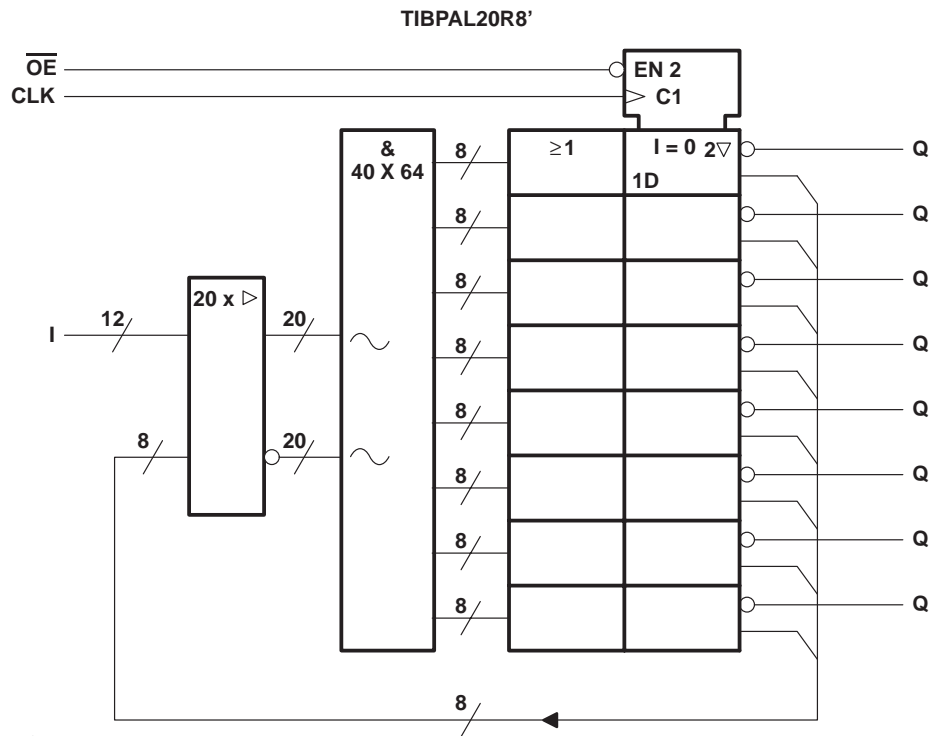 TIBPAL20R8’
OE
EN 2
CLK
C1
&
40 X 64
8
≥1
I = 0
2▽
Q
1D
8
Q
8
Q
20 x ▷
I
12
20
8
Q
8
Q
8
20
8
Q
8
Q
8
Q
8